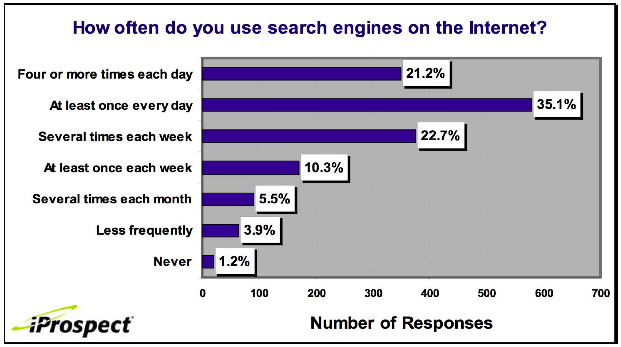 How often do you use search engines on the Internet?
Four or more times each day 21.2%
At least once every day 35.1%
Several times each week 22.7%
At least once each week 10.3%
Several times each month 5.5%
Less frequently 3.9%
Never 1.2%
0 100 200 300 400 500 600 700
iProspect
Number of Responses